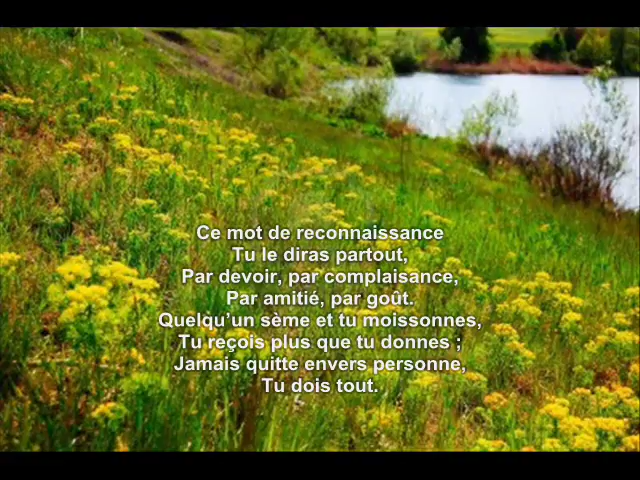 Ce mot de reconnaissance
Tu le diras partout,
Par devoir, par complaisance,
Par amitié, par goût.
Quelqu’un sème et tu moissonnes,
Tu reçois plus que tu donnes ;
Jamais quitte envers personne,
Tu dois tout.